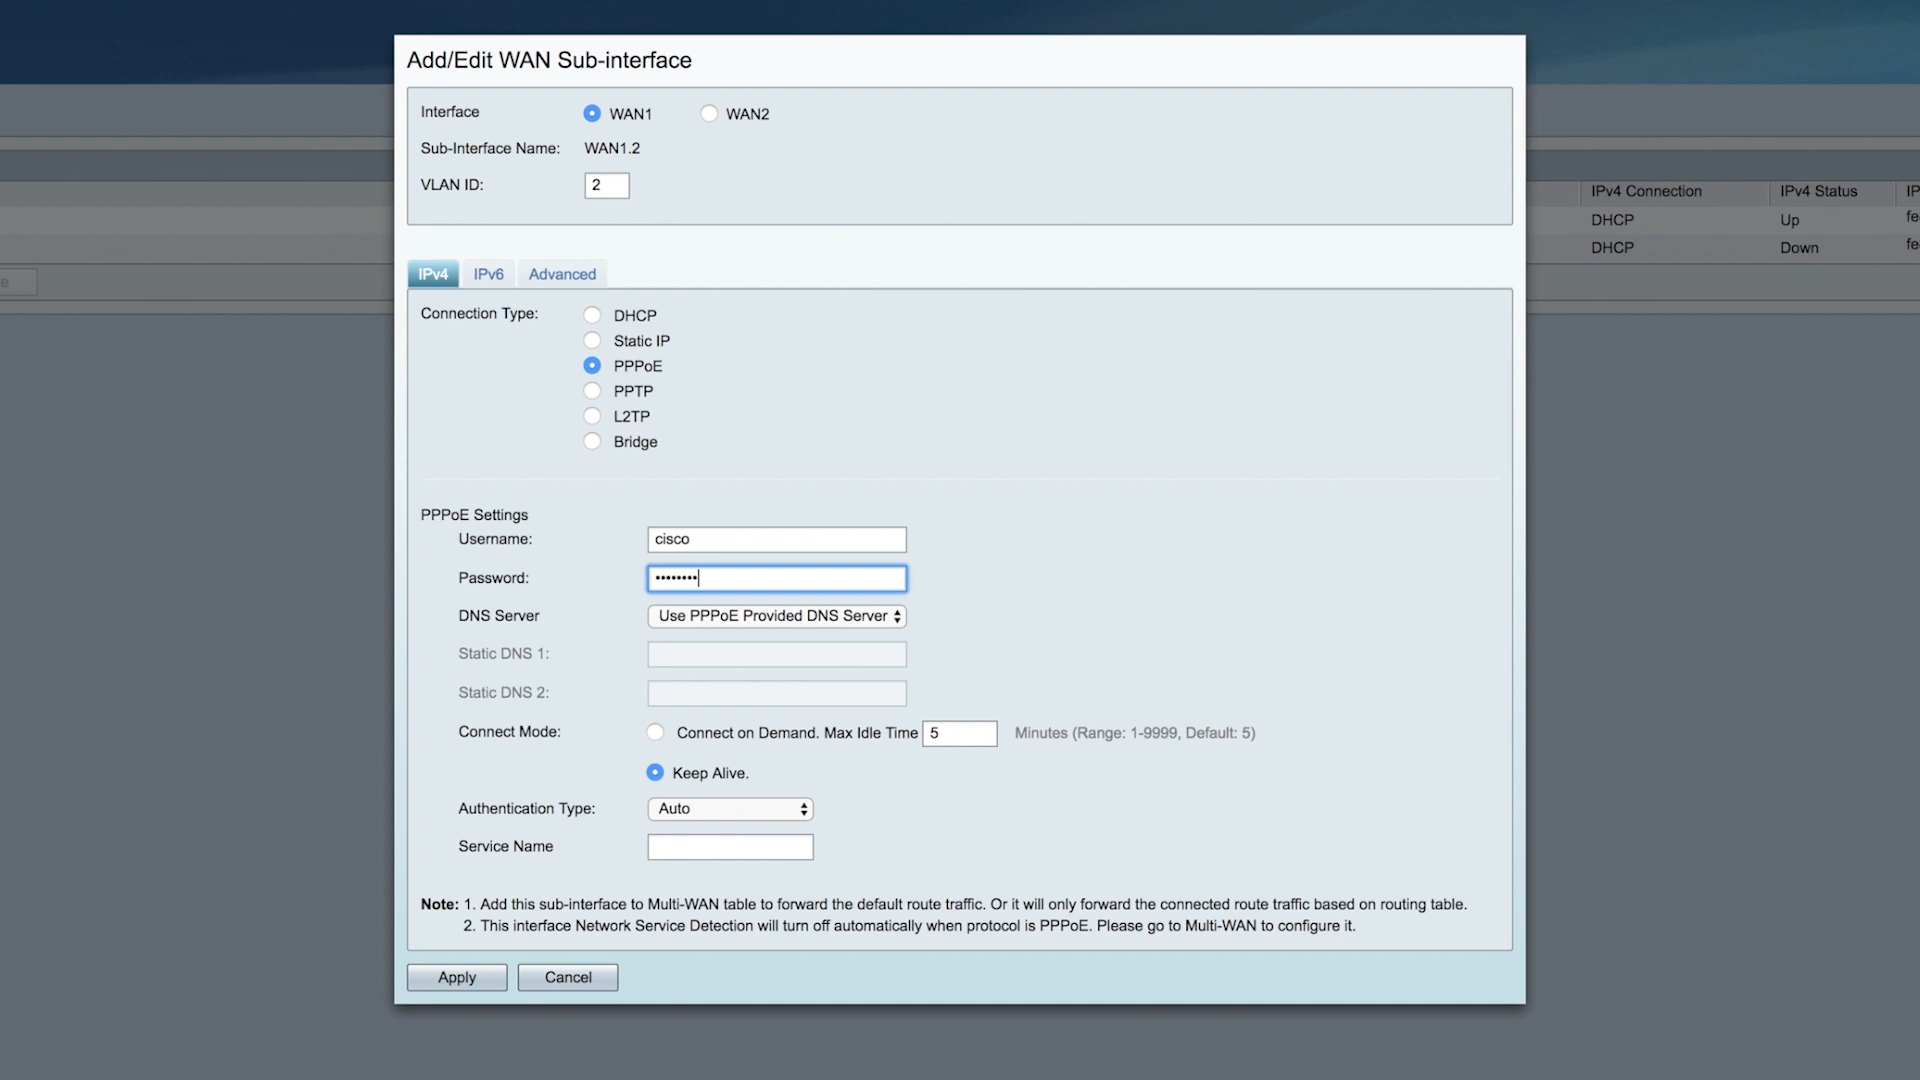 Add/Edit WAN Sub-interface
Interface WAN1 WAN2
Sub-Interface Name: WAN1.2
VLAN ID: 2
IPv4 Connection IPv4 Status IP
DHCP Up fe
DHCP Down fe
e
IPv4 IPv6 Advanced
Connection Type: DHCP
Static IP
PPPoE
PPTP
L2TP
Bridge
PPPoE Settings
Username: cisco
Password: ••••••••
DNS Server Use PPPoE Provided DNS Server
Static DNS 1:
Static DNS 2:
Connect Mode: Connect on Demand. Max Idle Time 5 Minutes (Range: 1-9999, Default: 5)
Keep Alive.
Authentication Type: Auto
Service Name
Note: 1. Add this sub-interface to Multi-WAN table to forward the default route traffic. Or it will only forward the connected route traffic based on routing table.
2. This interface Network Service Detection will turn off automatically when protocol is PPPoE. Please go to Multi-WAN to configure it.
Apply Cancel